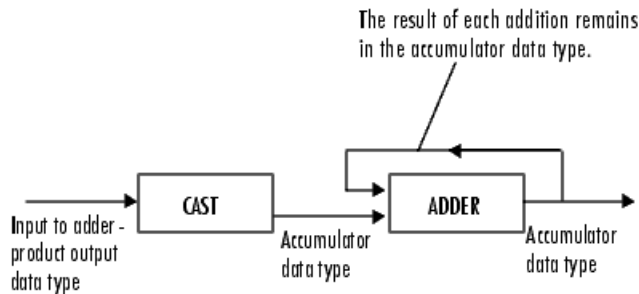 The result of each addition remains
in the accumulator data type.
CAST
ADDER
Input to adder -
product output
data type
Accumulator
data type
Accumulator
data type